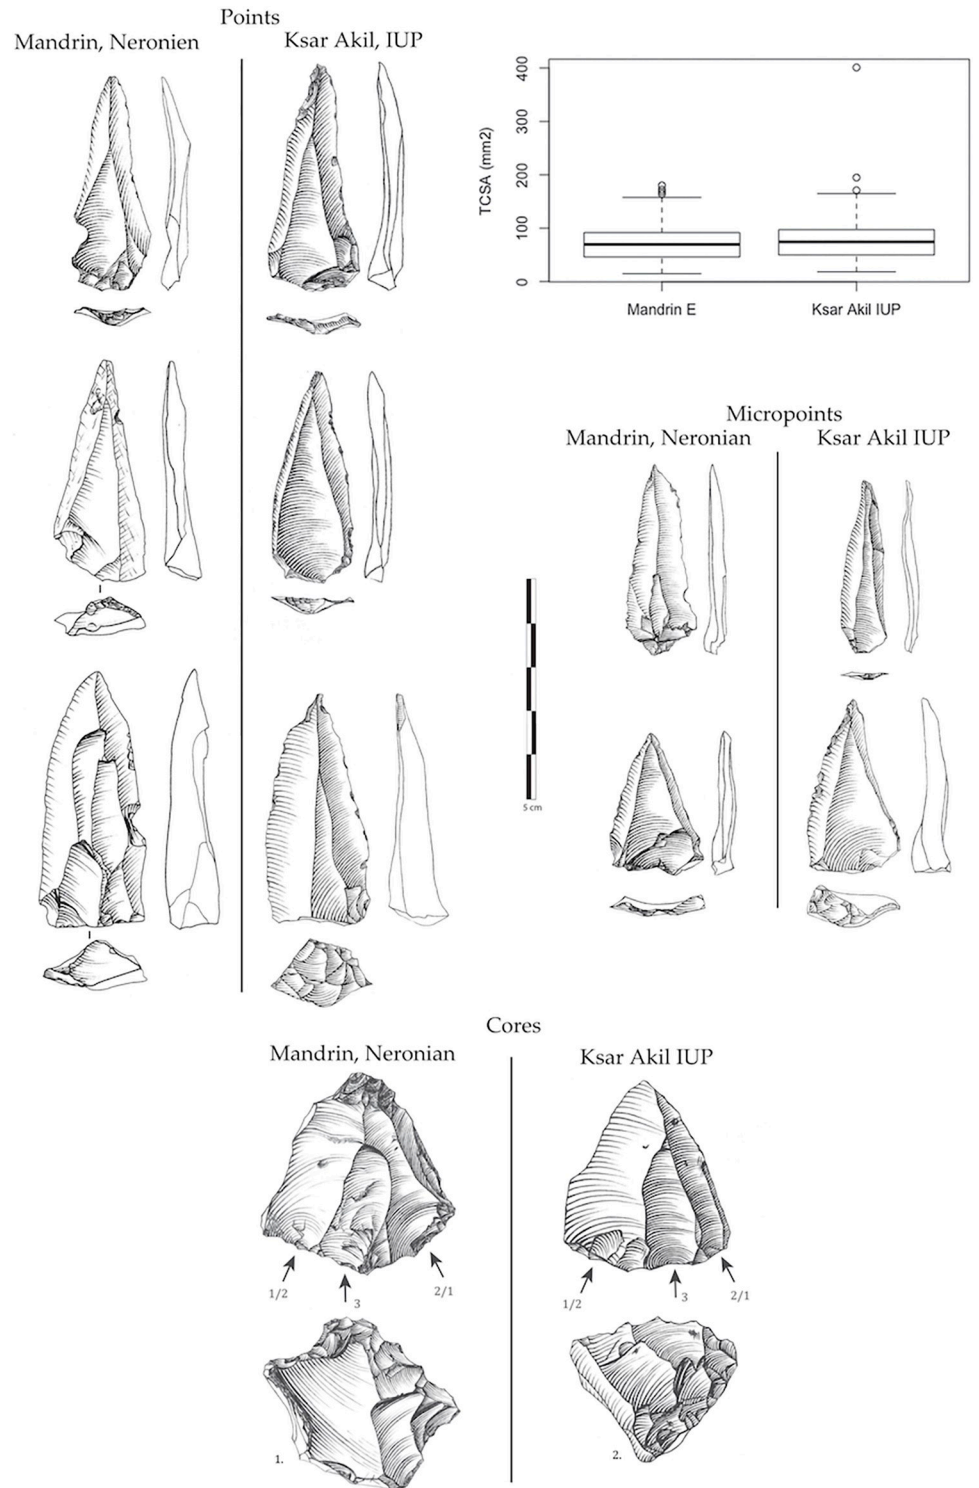 Points
Mandrin, Neronien
Ksar Akil, IUP
TCSA (mm2)
400
300
200
100
0
Mandrin E
Ksar Akil IUP
Micropoints
Mandrin, Neronian
Ksar Akil IUP
5 cm
Cores
Mandrin, Neronian
Ksar Akil IUP
1/2
3
2/1
1/2
3
2/1
1.
2.